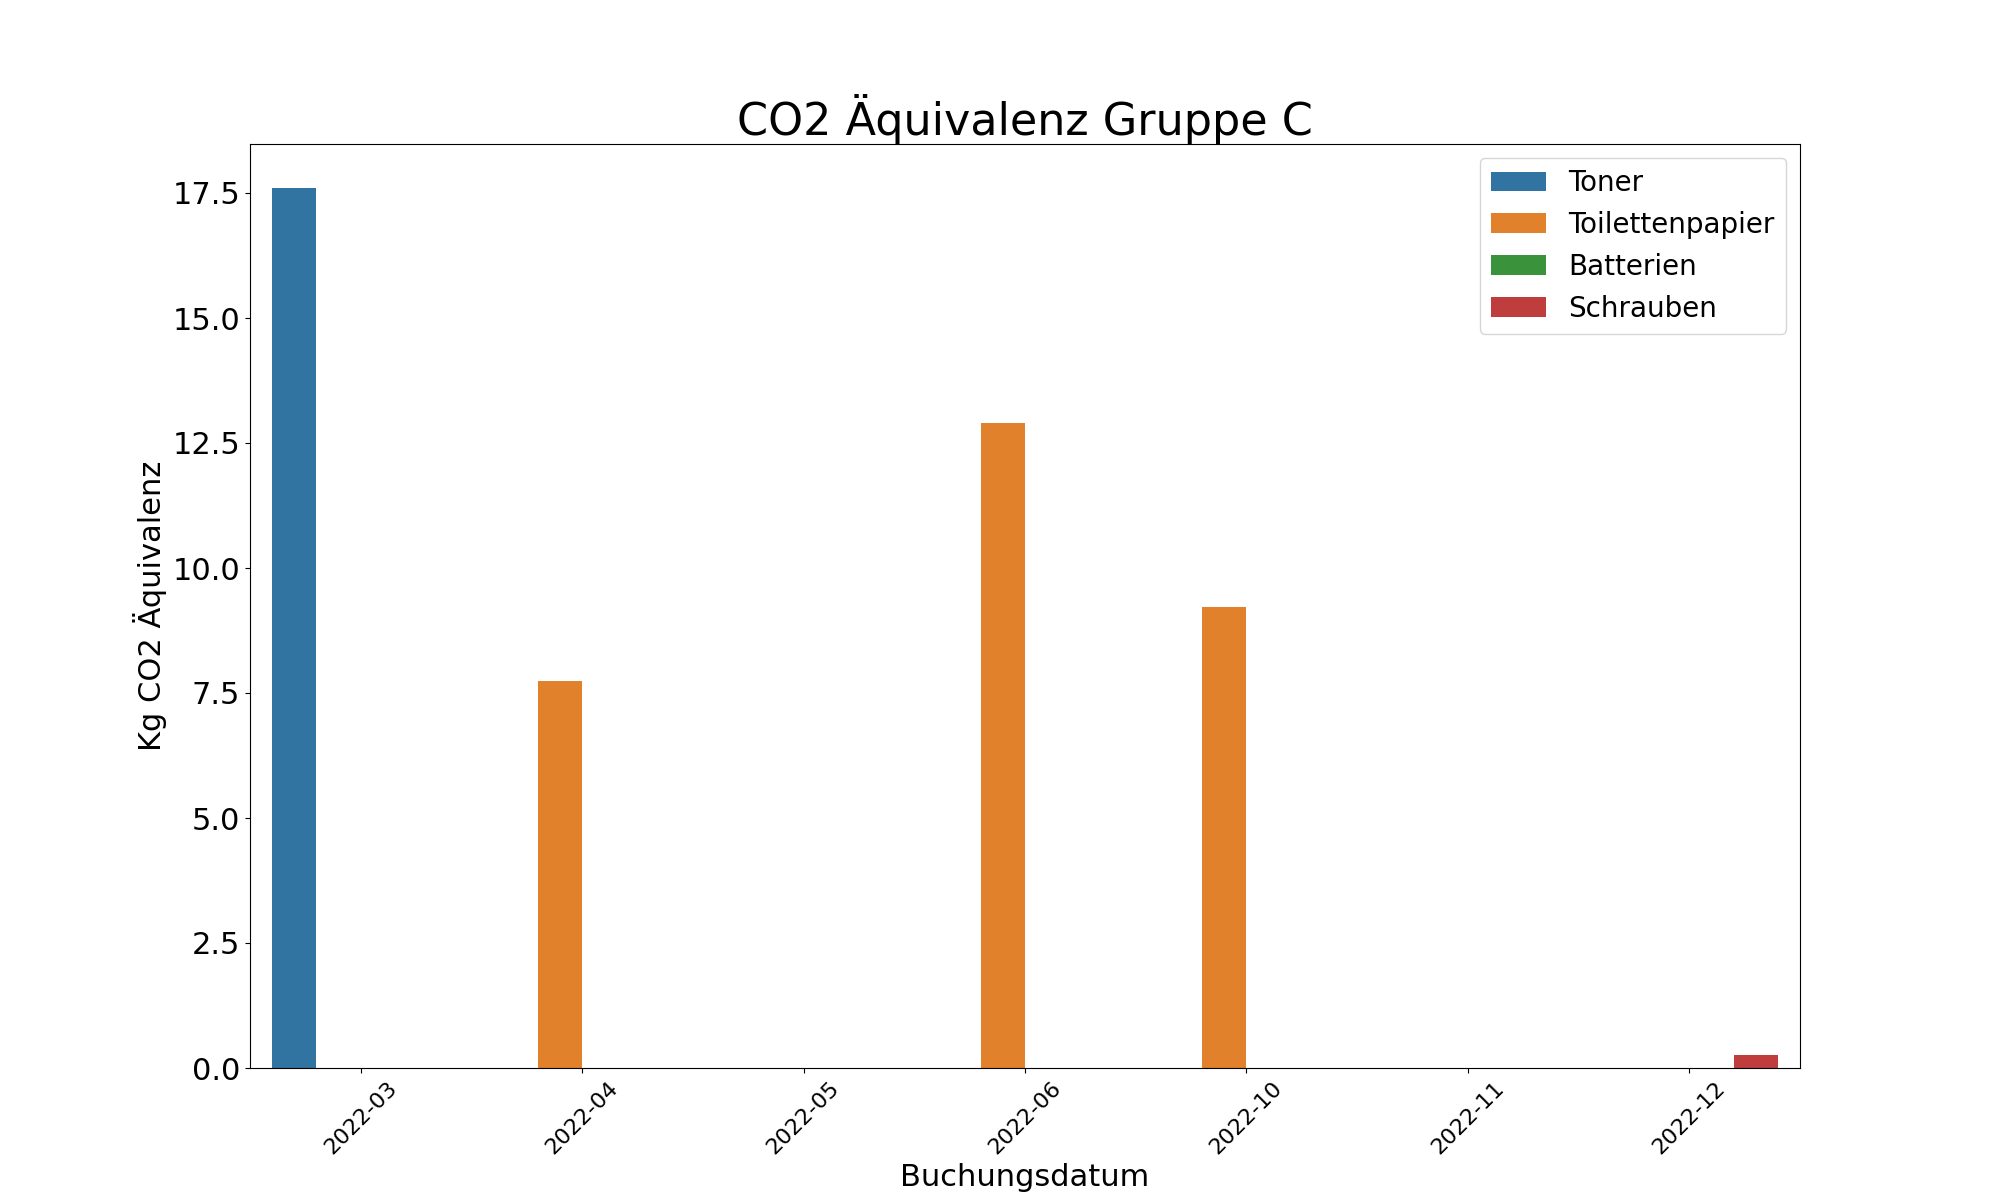 CO2 Äquivalenz Gruppe C
Toner
Toilettenpapier
Batterien
Schrauben
Kg CO2 Äquivalenz
17.5
15.0
12.5
10.0
7.5
5.0
2.5
0.0
2022-03
2022-04
2022-05
2022-06
2022-10
2022-11
2022-12
Buchungsdatum